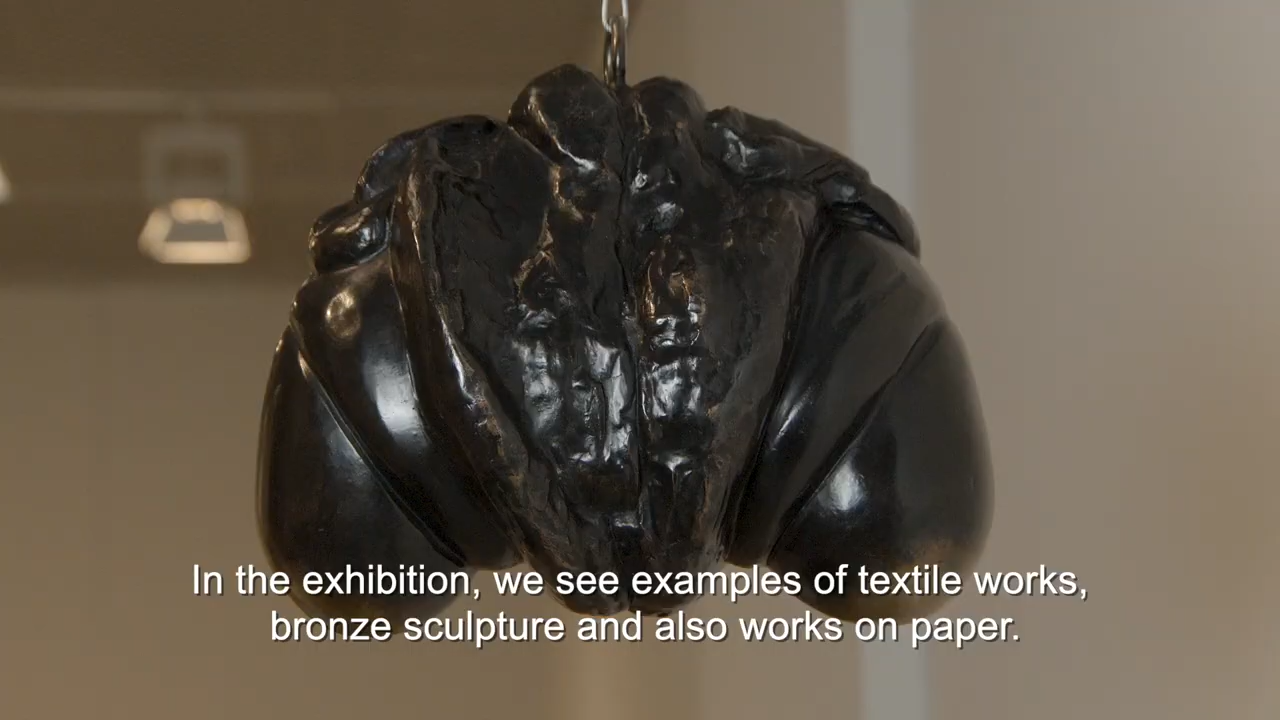 In the exhibition, we see examples of textile works,
bronze sculpture and also works on paper.